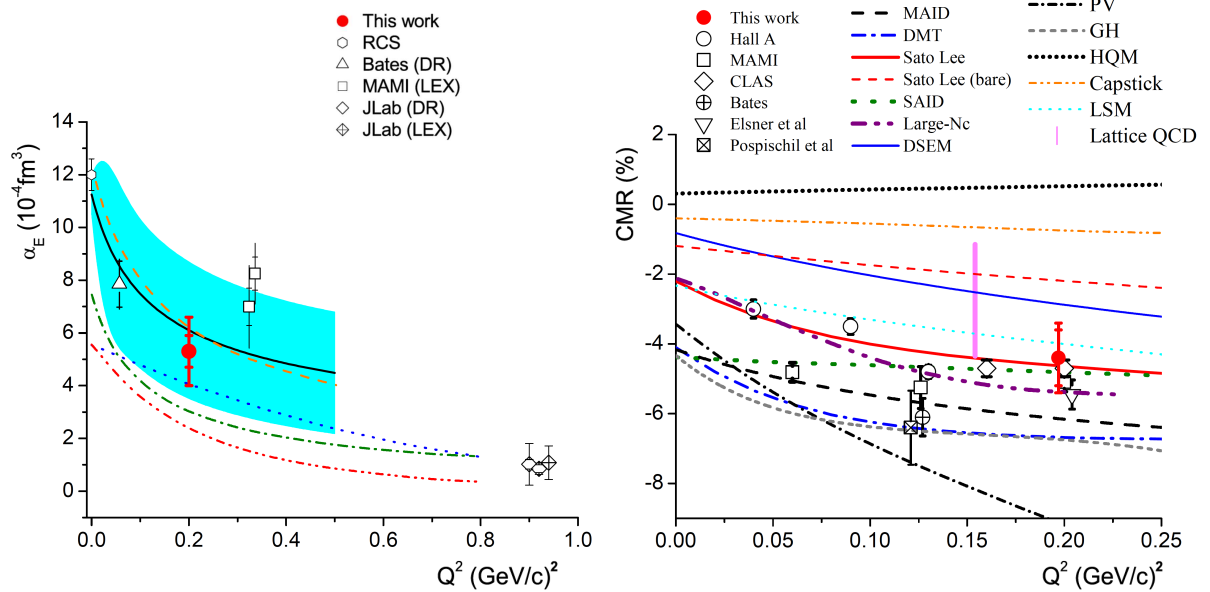 This work
RCS
Bates (DR)
MAMI (LEX)
JLab (DR)
JLab (LEX)
14
12
10
8
6
4
2
0
α_E (10⁻⁴fm³)
0.0
0.2
0.4
0.6
0.8
1.0
Q² (GeV/c)²
This work
Hall A
MAMI
CLAS
Bates
Elsner et al
Pospischil et al
MAID
DMT
Sato Lee
Sato Lee (bare)
SAID
Large-Nc
DSEM
PV
GH
HQM
Capstick
LSM
Lattice QCD
2
0
-2
-4
-6
-8
CMR (%)
0.00
0.05
0.10
0.15
0.20
0.25
Q² (GeV/c)²